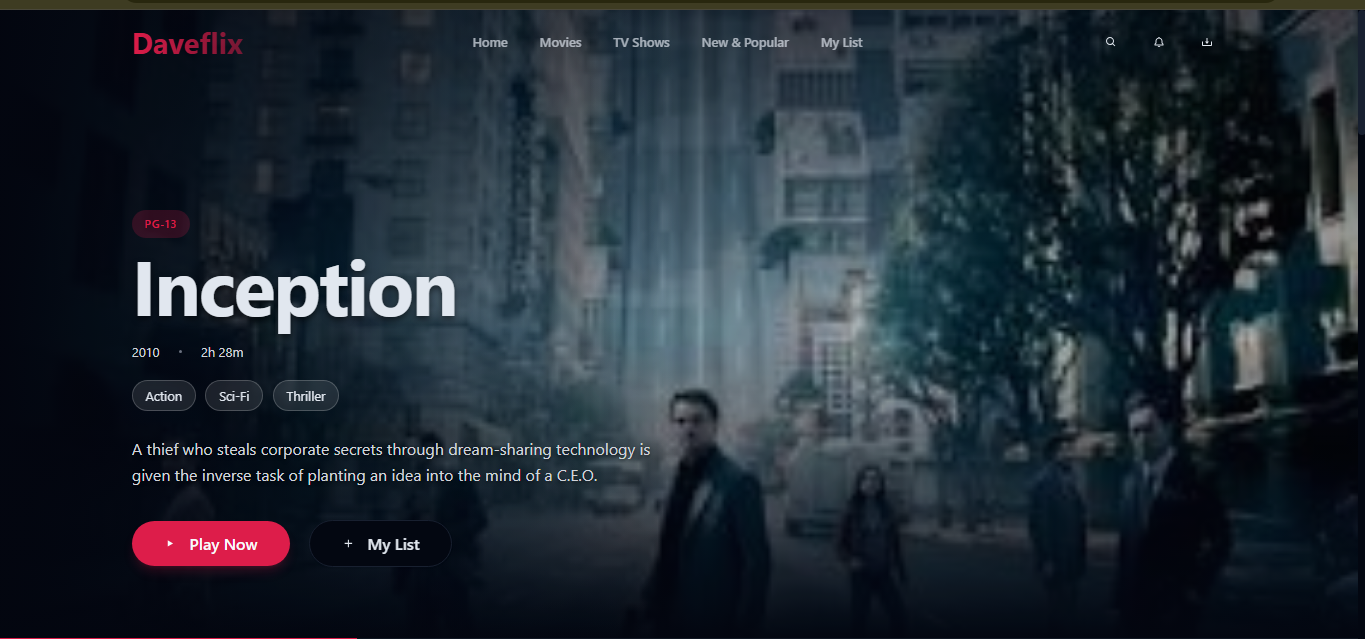 Daveflix
Home Movies TV Shows New & Popular My List
PG-13
Inception
2010 • 2h 28m
Action Sci-Fi Thriller
A thief who steals corporate secrets through dream-sharing technology is
given the inverse task of planting an idea into the mind of a C.E.O.
Play Now + My List